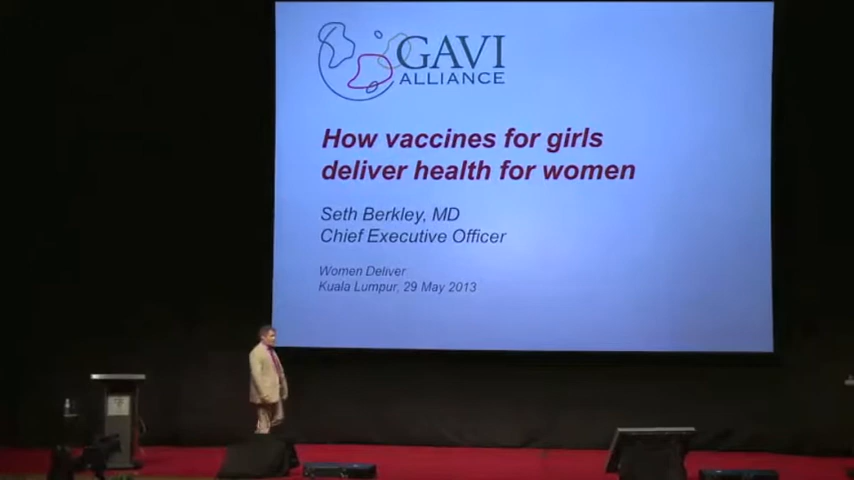 GAVI
ALLIANCE
How vaccines for girls
deliver health for women
Seth Berkley, MD
Chief Executive Officer
Women Deliver
Kuala Lumpur, 29 May 2013